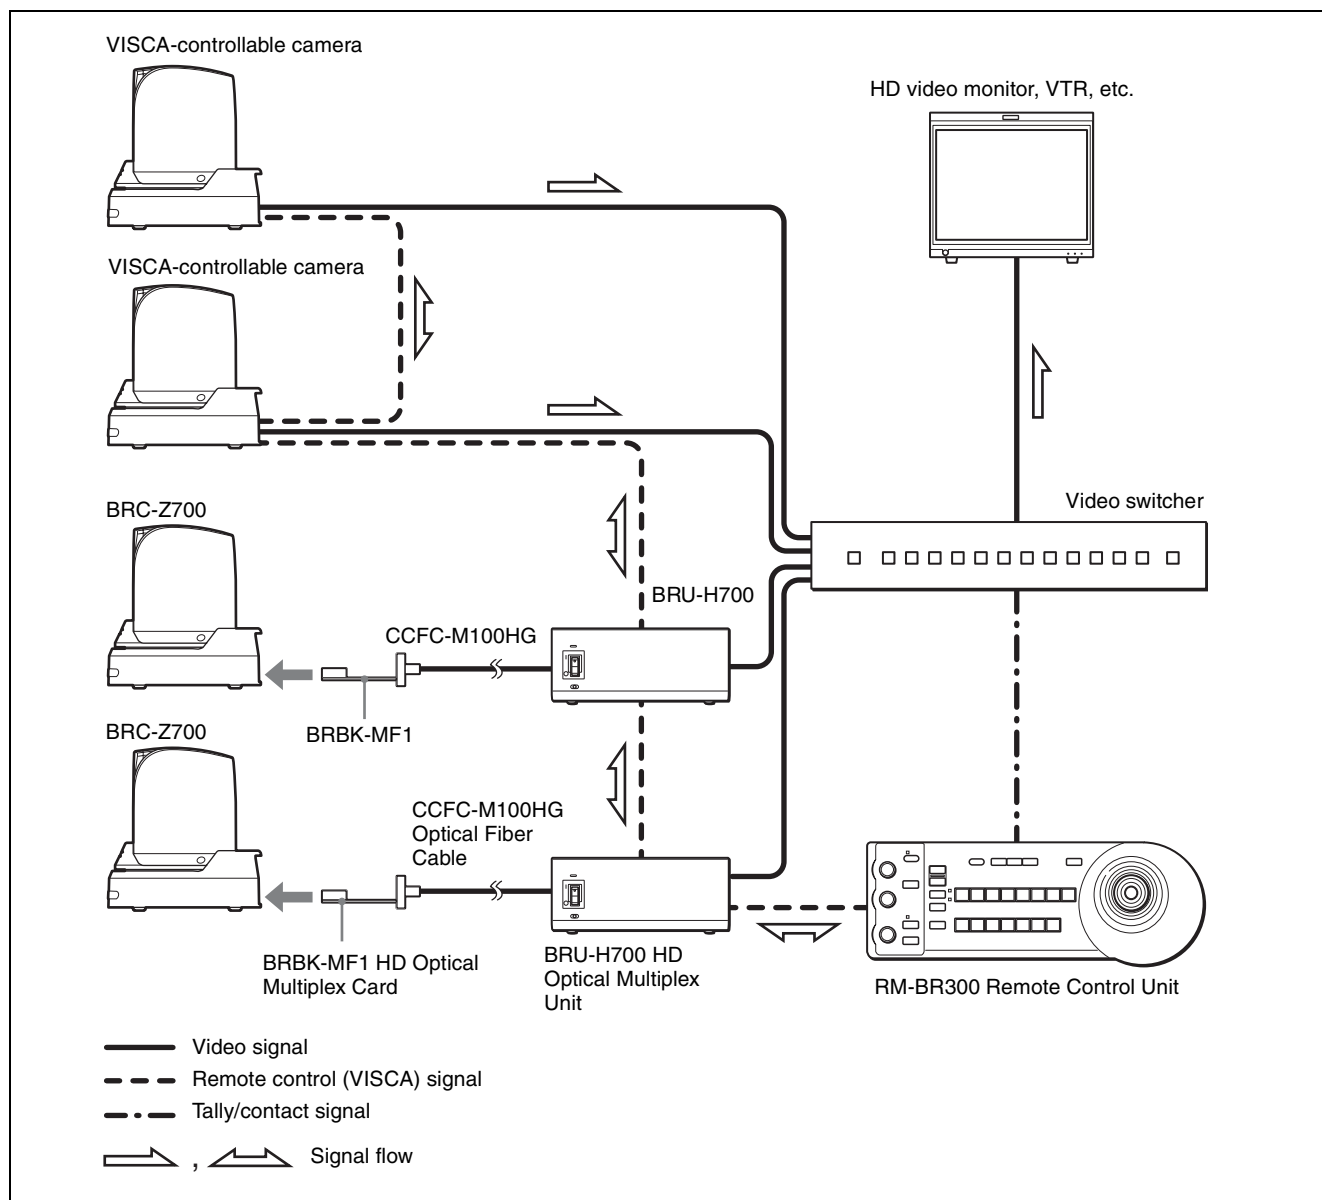 VISCA-controllable camera
HD video monitor, VTR, etc.
VISCA-controllable camera
BRC-Z700
Video switcher
BRU-H700
CCFC-M100HG
BRBK-MF1
BRC-Z700
CCFC-M100HG
Optical Fiber
Cable
BRBK-MF1 HD Optical
Multiplex Card
BRU-H700 HD
Optical Multiplex
Unit
RM-BR300 Remote Control Unit
Video signal
Remote control (VISCA) signal
Tally/contact signal
, Signal flow